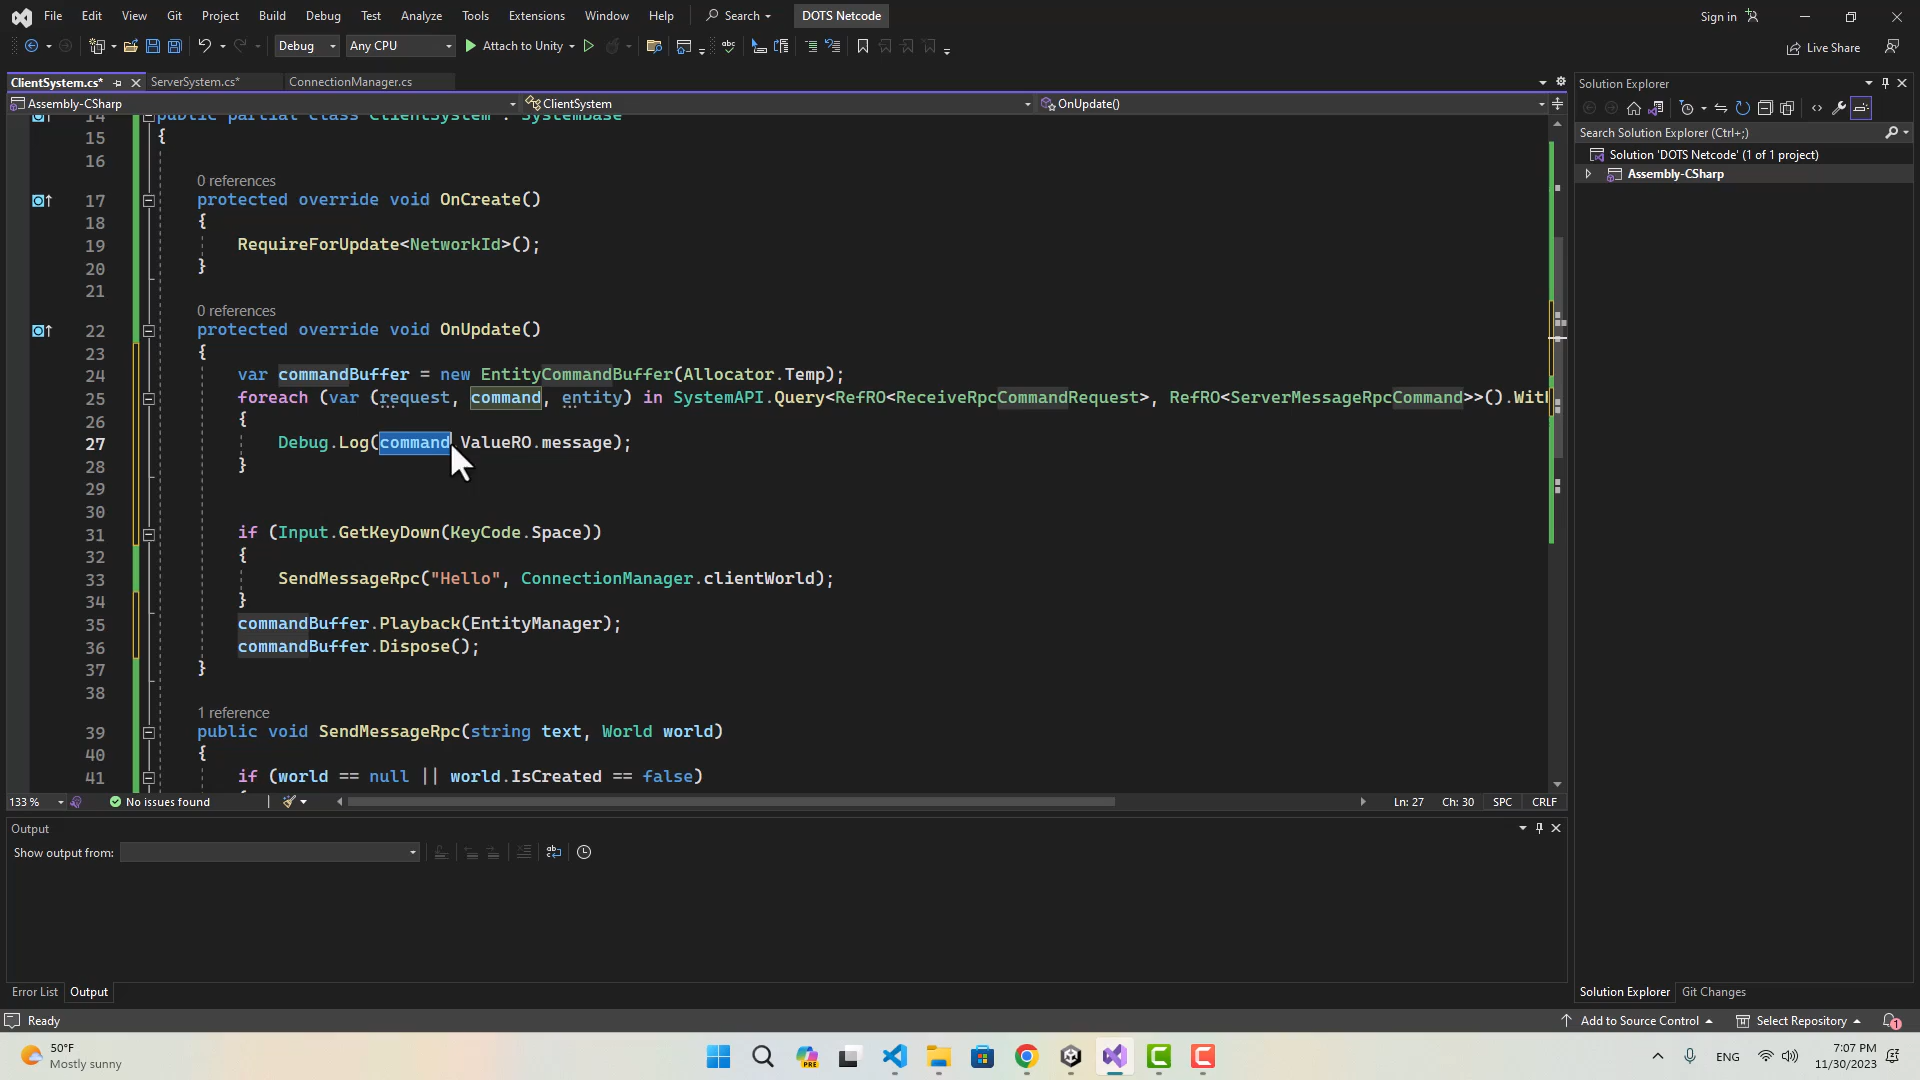 File Edit View Git Project Build Debug Test Analyze Tools Extensions Window Help Search DOTS Netcode Sign in
Debug Any CPU Attach to Unity Live Share
ClientSystem.cs* ServerSystem.cs* ConnectionManager.cs
Assembly-CSharp ClientSystem OnUpdate()
14 public partial class ClientSystem : SystemBase
15 {
16
0 references
17 protected override void OnCreate()
18 {
19 RequireForUpdate<NetworkId>();
20 }
21
0 references
22 protected override void OnUpdate()
23 {
24 var commandBuffer = new EntityCommandBuffer(Allocator.Temp);
25 foreach (var (request, command, entity) in SystemAPI.Query<RefRO<ReceiveRpcCommandRequest>, RefRO<ServerMessageRpcCommand>>().With
26 {
27 Debug.Log(command.ValueRO.message);
28 }
29
30
31 if (Input.GetKeyDown(KeyCode.Space))
32 {
33 SendMessageRpc("Hello", ConnectionManager.clientWorld);
34 }
35 commandBuffer.Playback(EntityManager);
36 commandBuffer.Dispose();
37 }
38
1 reference
39 public void SendMessageRpc(string text, World world)
40 {
41 if (world == null || world.IsCreated == false)
133 % No issues found Ln: 27 Ch: 30 SPC CRLF
Output
Show output from:
Error List Output
Solution Explorer
Search Solution Explorer (Ctrl+;)
Solution 'DOTS Netcode' (1 of 1 project)
Assembly-CSharp
Solution Explorer Git Changes
Ready Add to Source Control Select Repository 1
50°F
Mostly sunny
PRE
ENG
7:07 PM
11/30/2023